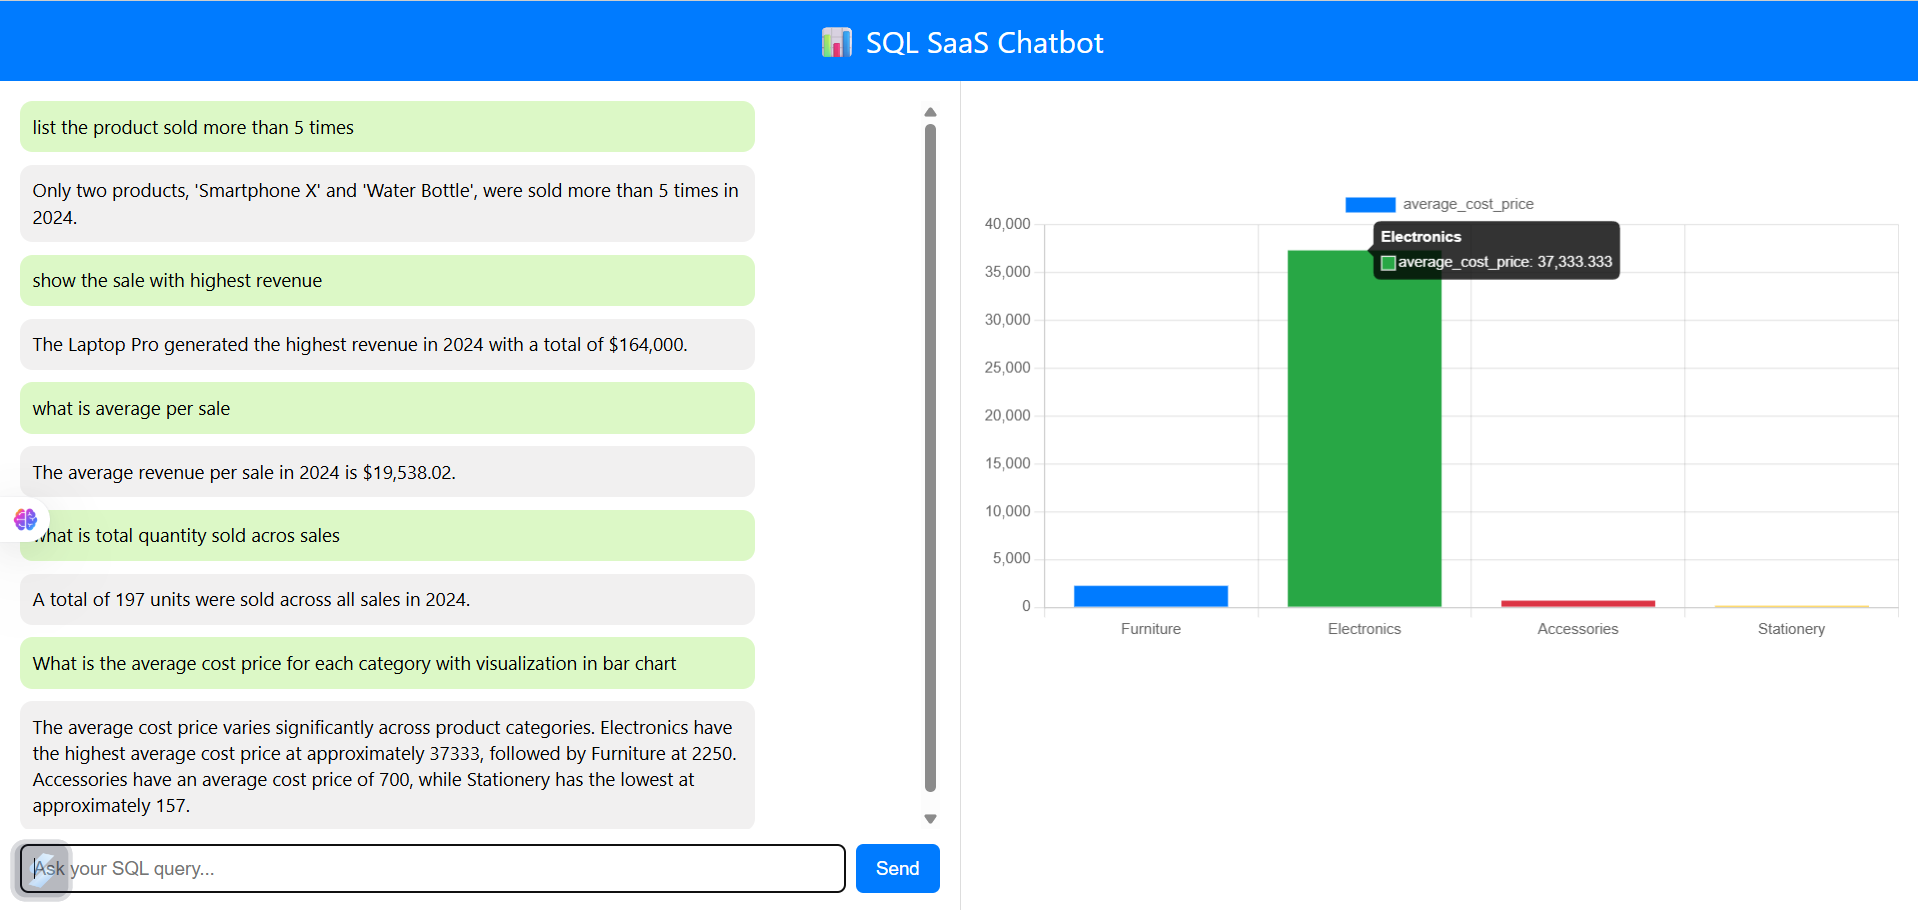 SQL SaaS Chatbot
list the product sold more than 5 times
Only two products, 'Smartphone X' and 'Water Bottle', were sold more than 5 times in
2024.
show the sale with highest revenue
The Laptop Pro generated the highest revenue in 2024 with a total of $164,000.
what is average per sale
The average revenue per sale in 2024 is $19,538.02.
what is total quantity sold acros sales
A total of 197 units were sold across all sales in 2024.
What is the average cost price for each category with visualization in bar chart
The average cost price varies significantly across product categories. Electronics have
the highest average cost price at approximately 37333, followed by Furniture at 2250.
Accessories have an average cost price of 700, while Stationery has the lowest at
approximately 157.
Ask your SQL query...
Send
average_cost_price
Electronics
average_cost_price: 37,333.333
40,000
35,000
30,000
25,000
20,000
15,000
10,000
5,000
0
Furniture
Electronics
Accessories
Stationery